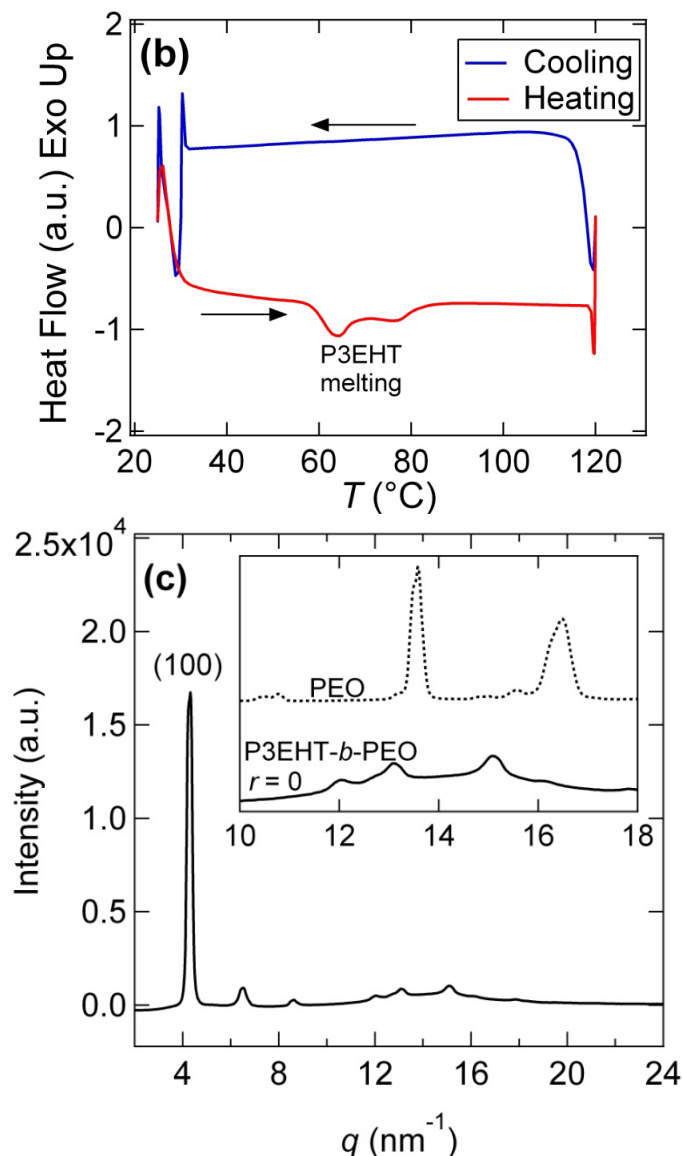 (b)
Cooling
Heating
Heat Flow (a.u.) Exo Up
2
1
0
-1
-2
P3EHT
melting
20
40
60
80
100
120
T (°C)
(c)
2.5x10⁴
2.0
1.5
1.0
0.5
0.0
Intensity (a.u.)
(100)
PEO
P3EHT-b-PEO
r = 0
10
12
14
16
18
4
8
12
16
20
24
q (nm⁻¹)